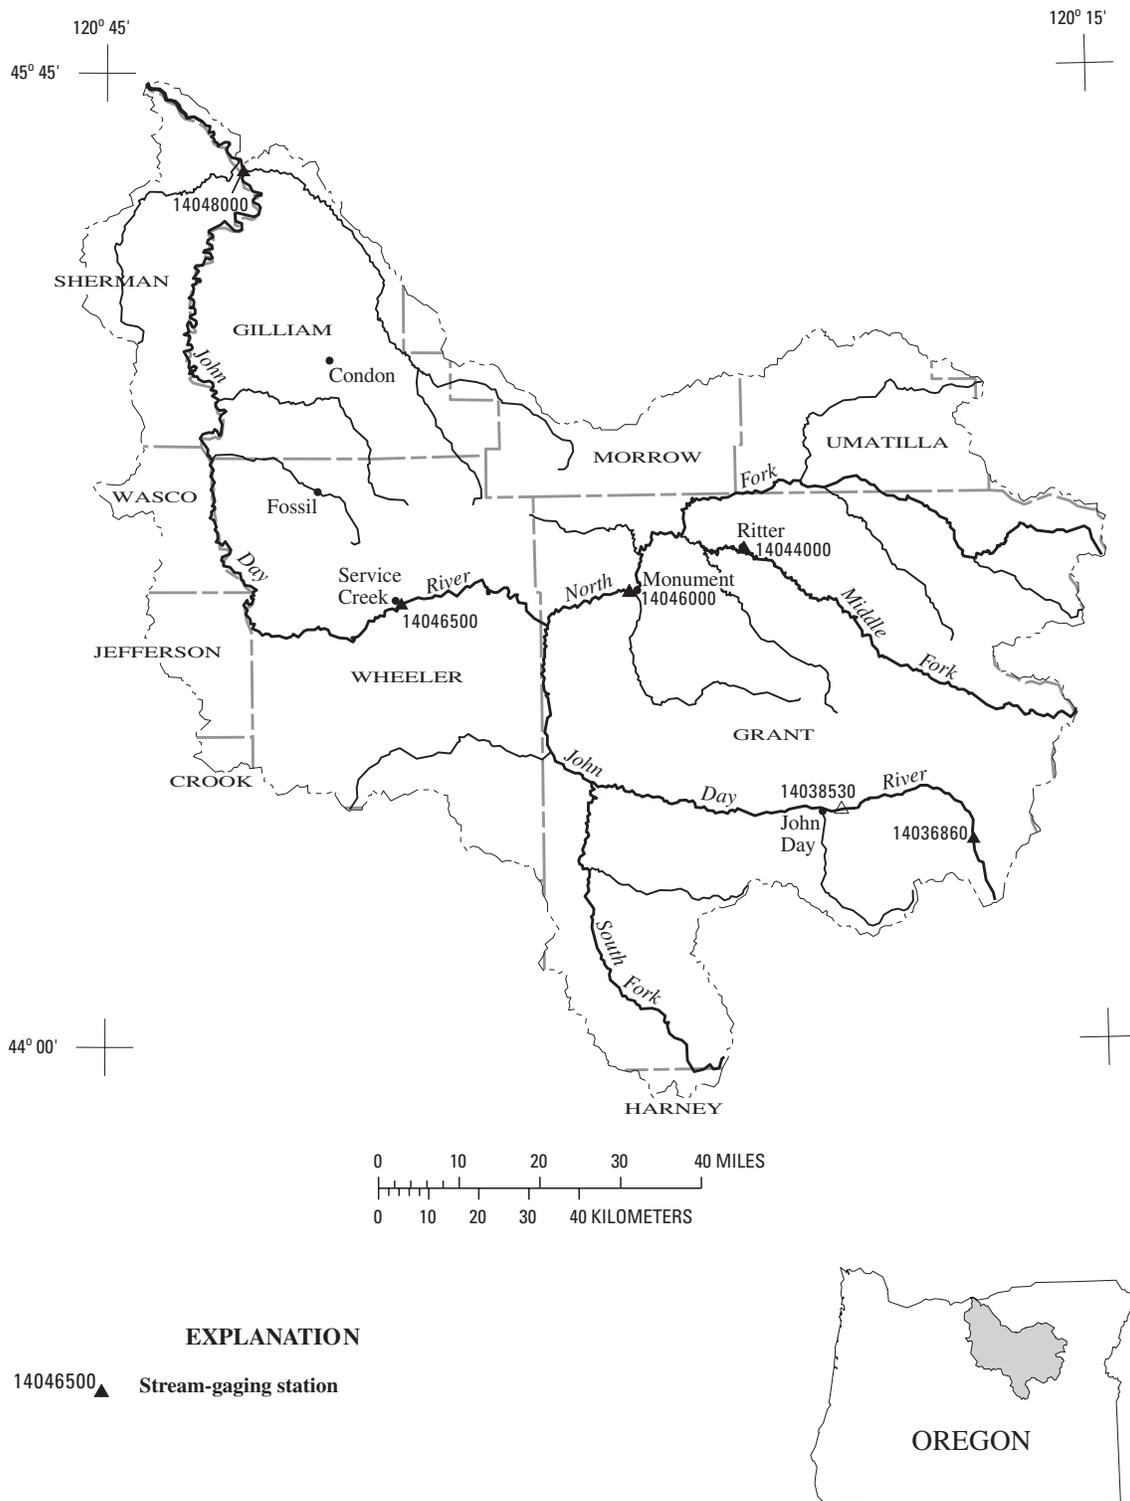 120° 45'
120° 15'
45° 45'
14048000
SHERMAN
GILLIAM
John
Condon
UMATILLA
MORROW
Fork
WASCO
Fossil
Ritter
14044000
Day
Service
Creek
River
North
Monument
14046000
14046500
Middle
JEFFERSON
Fork
WHEELER
GRANT
John
CROOK
Day
14038530
River
John
Day
14036860
South
Fork
44° 00'
HARNEY
0 10 20 30 40 MILES
0 10 20 30 40 KILOMETERS
EXPLANATION
14046500 Stream-gaging station
OREGON